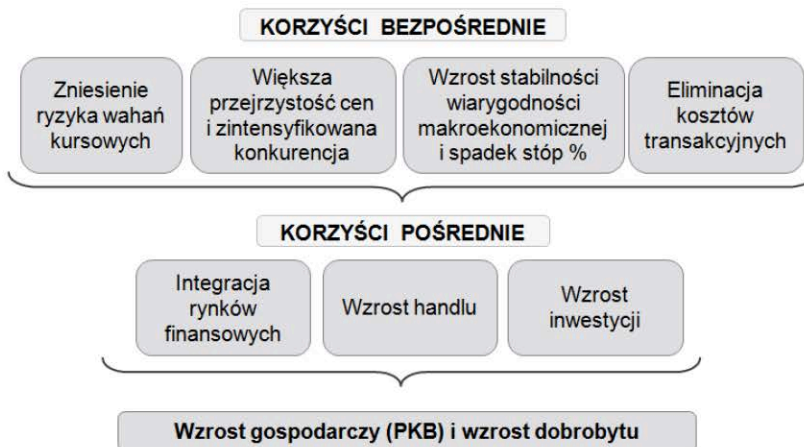 KORZYŚCI BEZPOŚREDNIE
Zniesienie
ryzyka wahań
kursowych
Większa
przejrzystość cen
i zintensyfikowana
konkurencja
Wzrost stabilności
wiarygodności
makroekonomicznej
i spadek stóp %
Eliminacja
kosztów
transakcyjnych
KORZYŚCI POŚREDNIE
Integracja
rynków
finansowych
Wzrost handlu
Wzrost
inwestycji
Wzrost gospodarczy (PKB) i wzrost dobrobytu